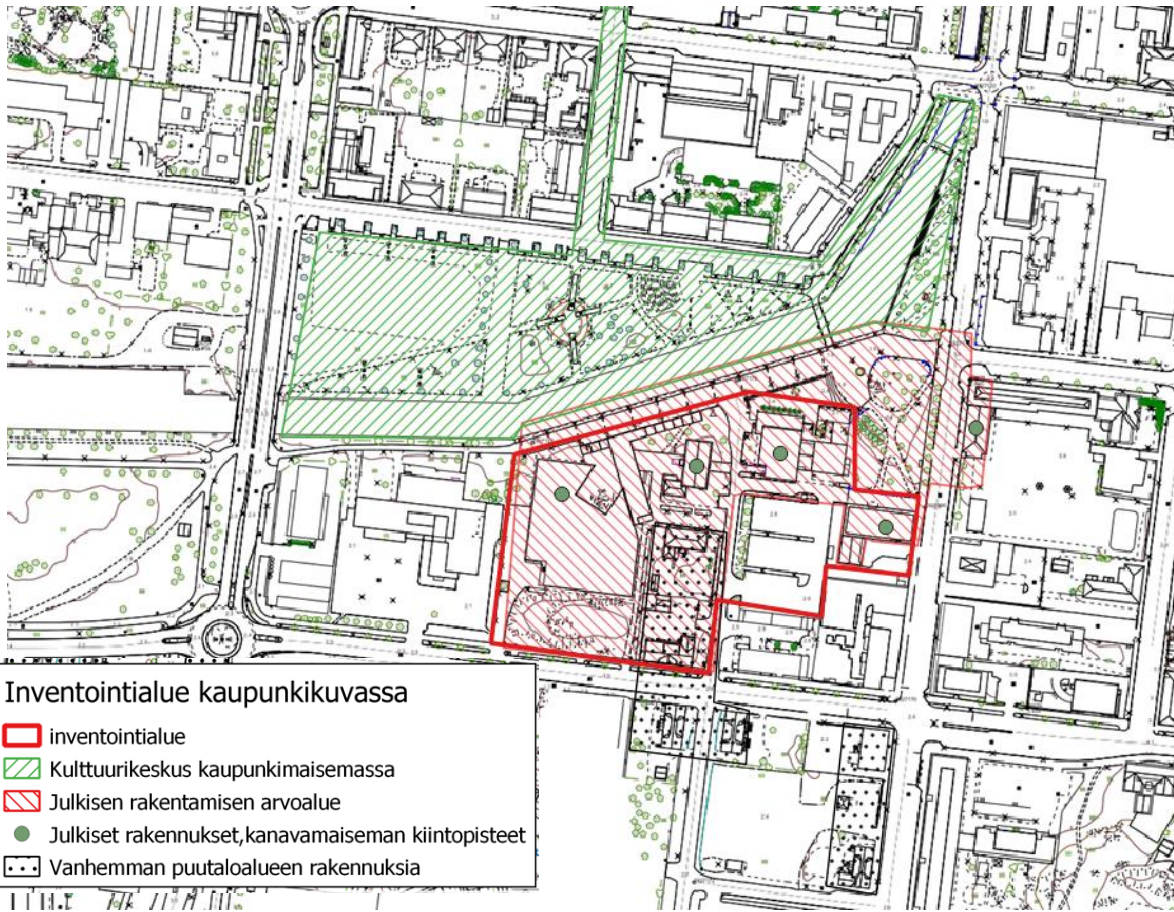 Inventointialue kaupunkikuvassa
inventointialue
Kulttuurikeskus kaupunkimaisemassa
Julkisen rakentamisen arvoalue
Julkiset rakennukset,kanavamaiseman kiintopisteet
Vanhemman puutaloalueen rakennuksia